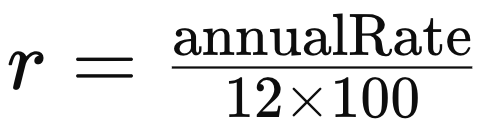 r = annualRate / 12×100